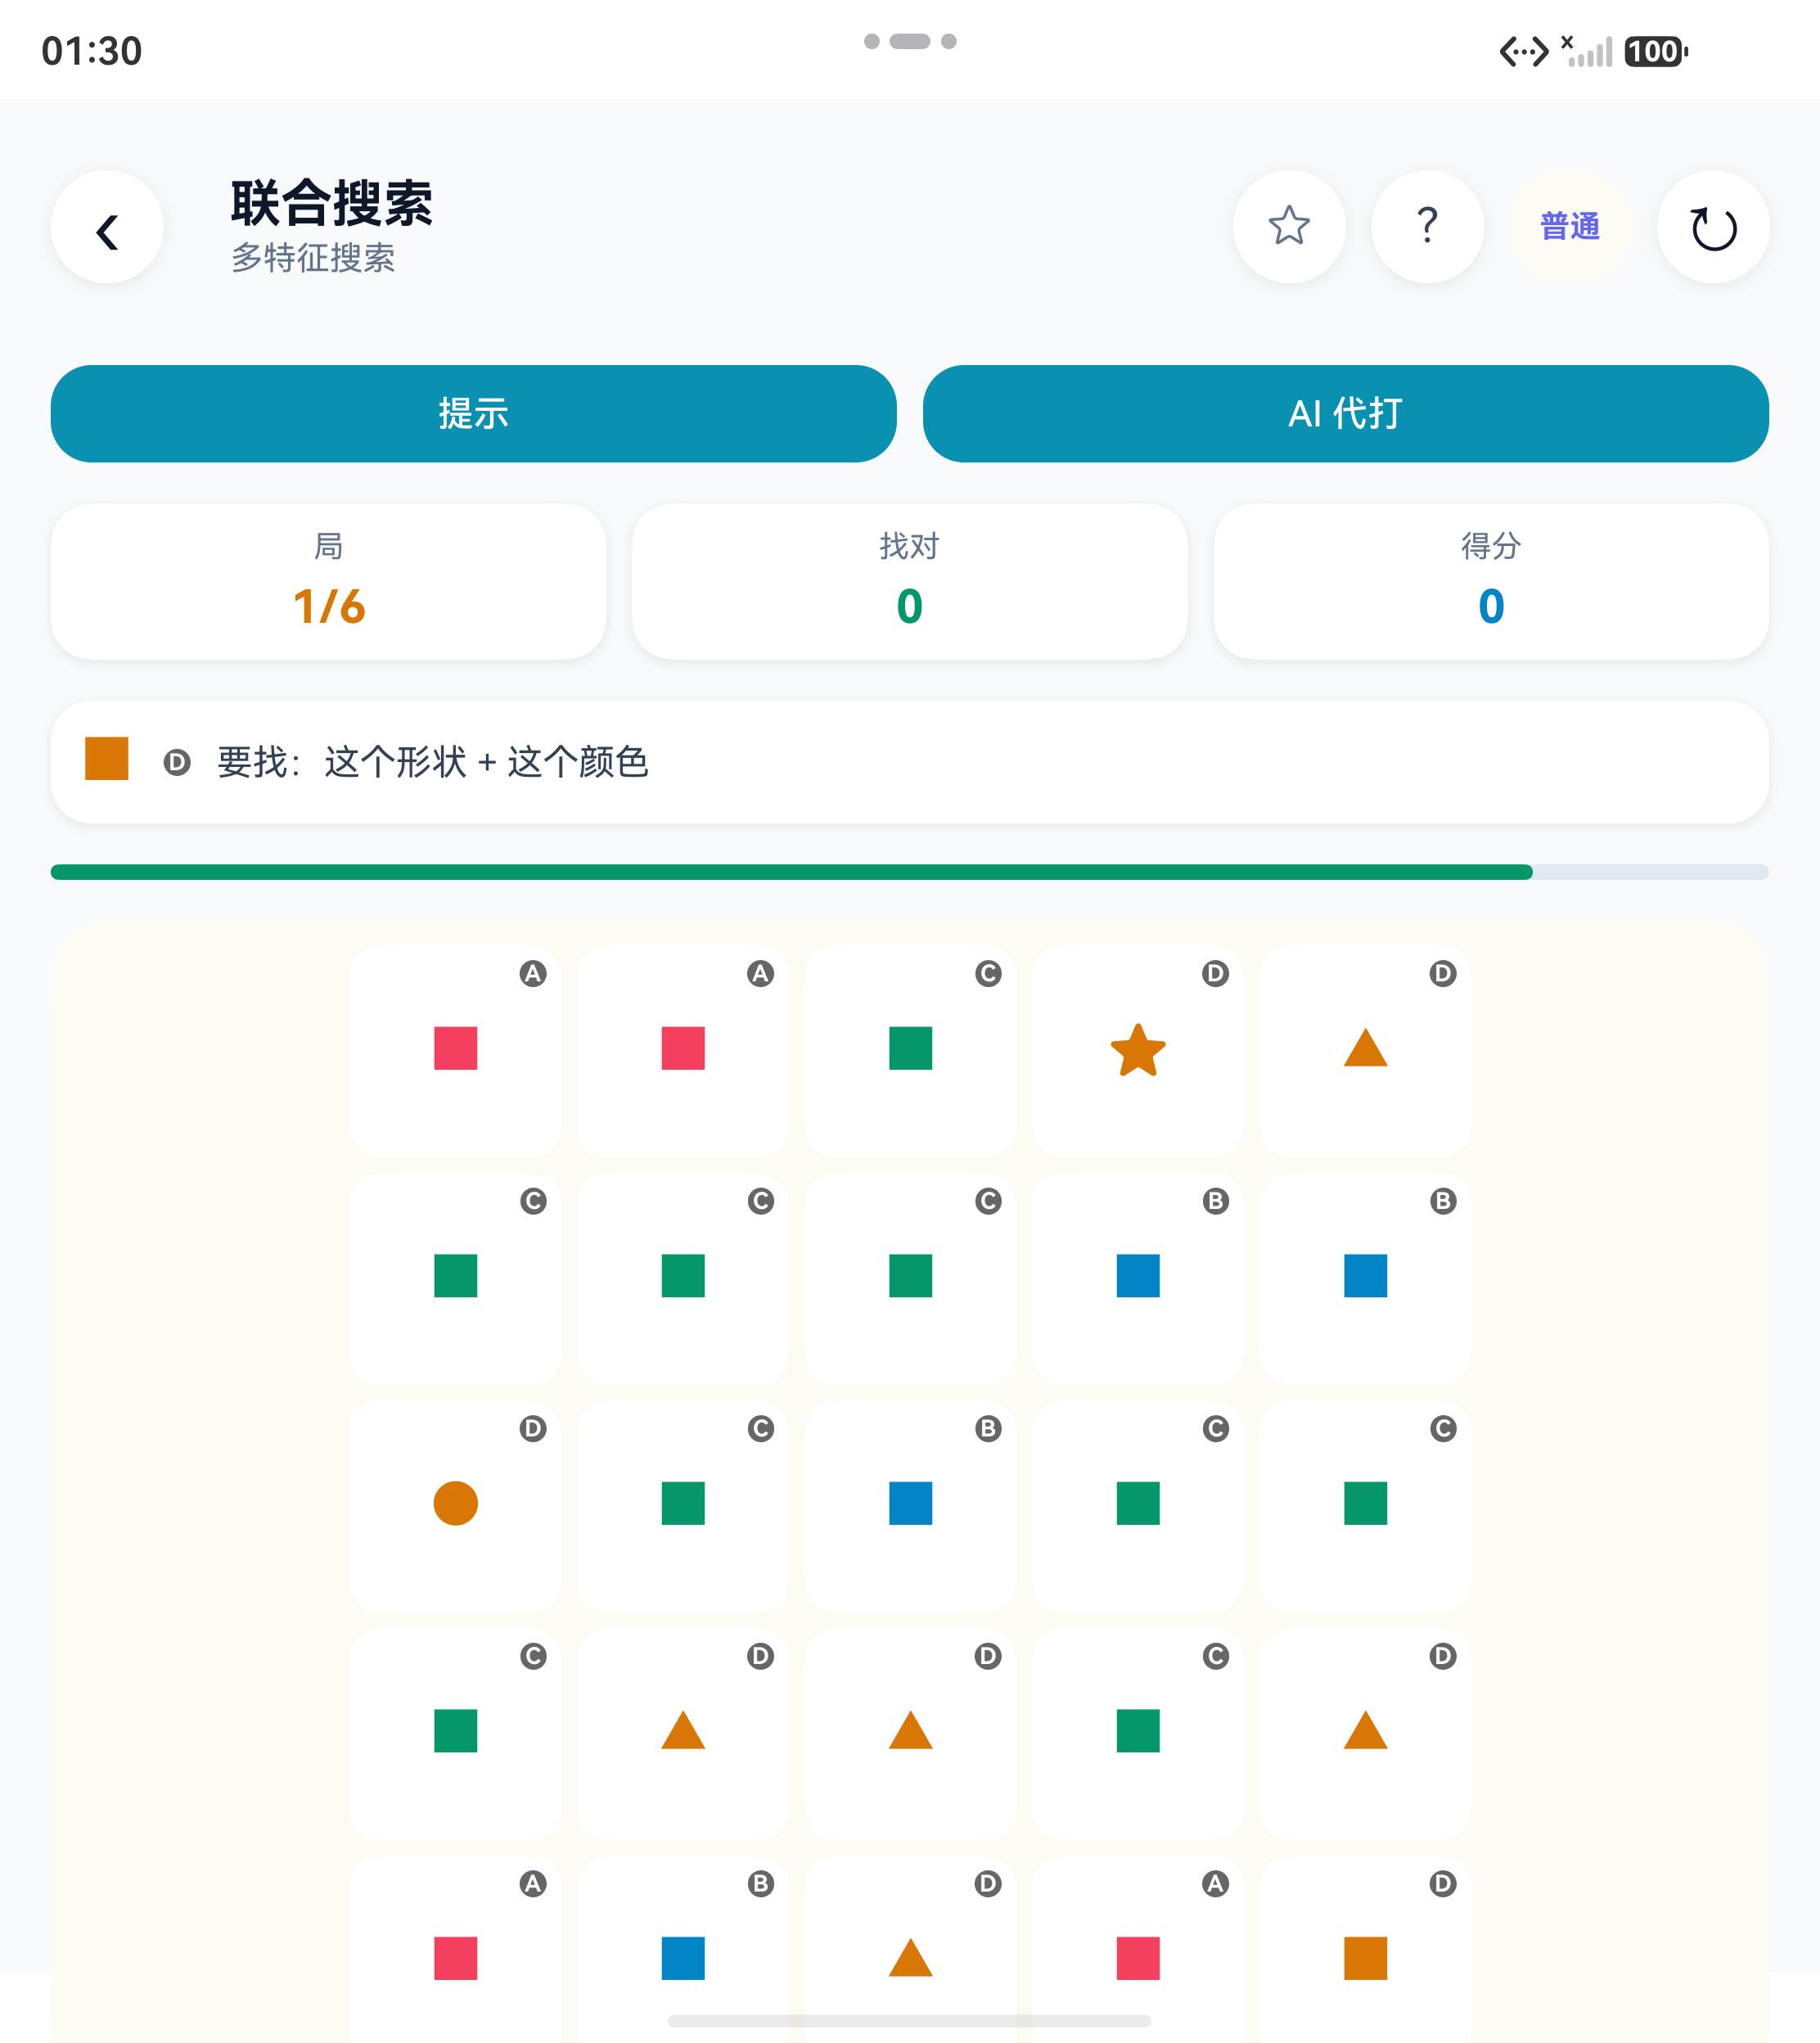 01:30
100
联合搜索
多特征搜索
?
普通
提示
AI 代打
局
找对
得分
1/6
0
0
D 要找：这个形状 + 这个颜色
A A C D D
C C C B B
D C B C C
C D D C D
A B D A D